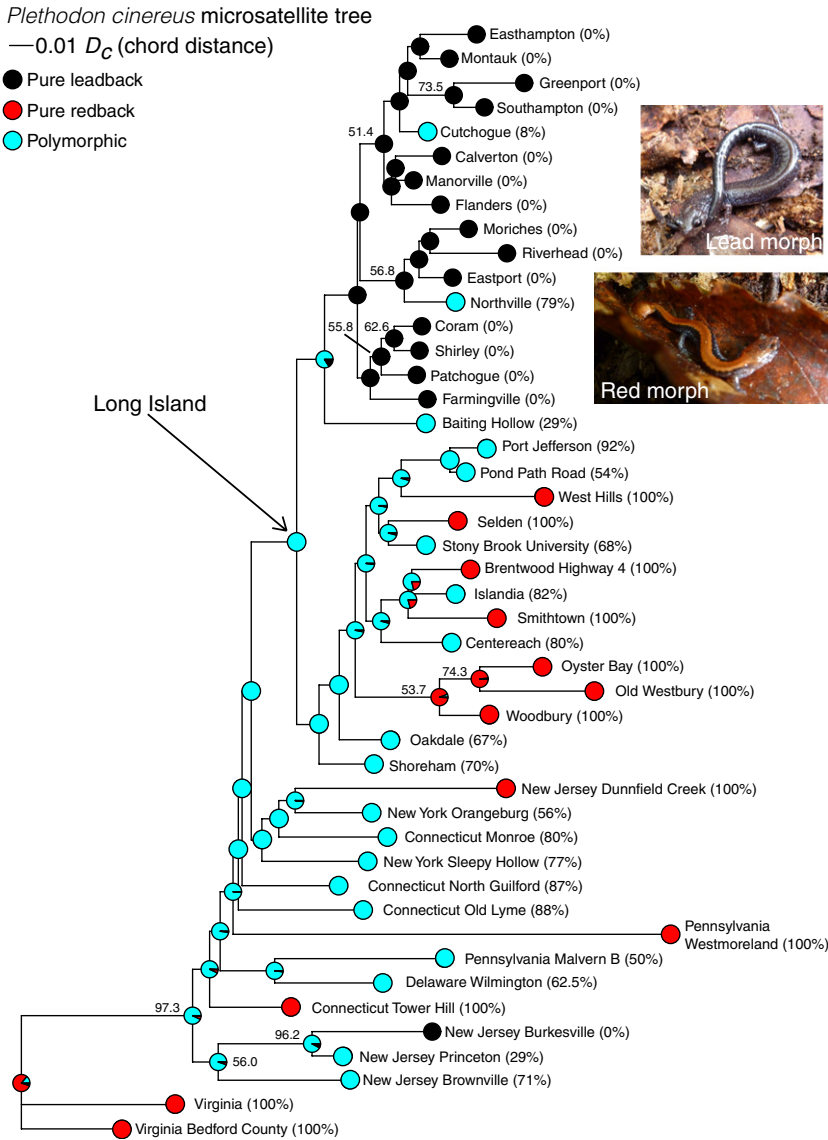 Plethodon cinereus microsatellite tree
0.01 DC (chord distance)
Pure leadback
Pure redback
Polymorphic
Easthampton (0%)
Montauk (0%)
73.5
Greenport (0%)
Southampton (0%)
51.4
Cutchogue (8%)
Calverton (0%)
Manorville (0%)
Flanders (0%)
Lead morph
Moriches (0%)
Riverhead (0%)
56.8
Eastport (0%)
Northville (79%)
55.8
62.6
Coram (0%)
Shirley (0%)
Patchogue (0%)
Farmingville (0%)
Red morph
Long Island
Baiting Hollow (29%)
Port Jefferson (92%)
Pond Path Road (54%)
West Hills (100%)
Selden (100%)
Stony Brook University (68%)
Brentwood Highway 4 (100%)
Islandia (82%)
Smithtown (100%)
Centereach (80%)
74.3
Oyster Bay (100%)
53.7
Old Westbury (100%)
Woodbury (100%)
Oakdale (67%)
Shoreham (70%)
New Jersey Dunnfield Creek (100%)
New York Orangeburg (56%)
Connecticut Monroe (80%)
New York Sleepy Hollow (77%)
Connecticut North Guilford (87%)
Connecticut Old Lyme (88%)
Pennsylvania
Westmoreland (100%)
Pennsylvania Malvern B (50%)
Delaware Wilmington (62.5%)
97.3
Connecticut Tower Hill (100%)
96.2
New Jersey Burkesville (0%)
New Jersey Princeton (29%)
56.0
New Jersey Brownville (71%)
Virginia (100%)
Virginia Bedford County (100%)